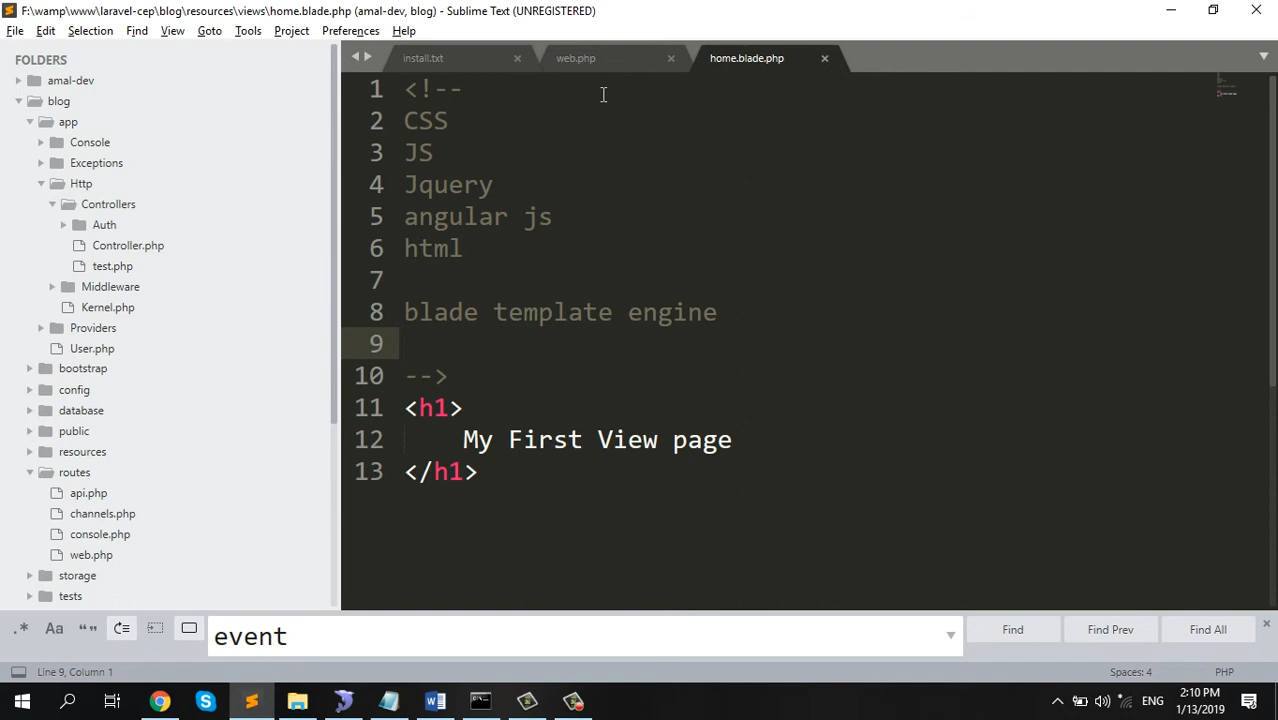 F:\wamp\www\laravel-cep\blog\resources\views\home.blade.php (amal-dev, blog) - Sublime Text (UNREGISTERED)
File Edit Selection Find View Goto Tools Project Preferences Help
FOLDERS
amal-dev
blog
app
Console
Exceptions
Http
Controllers
Auth
Controller.php
test.php
Middleware
Kernel.php
Providers
User.php
bootstrap
config
database
public
resources
routes
api.php
channels.php
console.php
web.php
storage
tests
install.txt web.php home.blade.php
1 <!--
2 CSS
3 JS
4 Jquery
5 angular js
6 html
7
8 blade template engine
9
10 -->
11 <h1>
12 My First View page
13 </h1>
.* Aa “” event Find Find Prev Find All
Line 9, Column 1 Spaces: 4 PHP
ENG 2:10 PM
1/13/2019